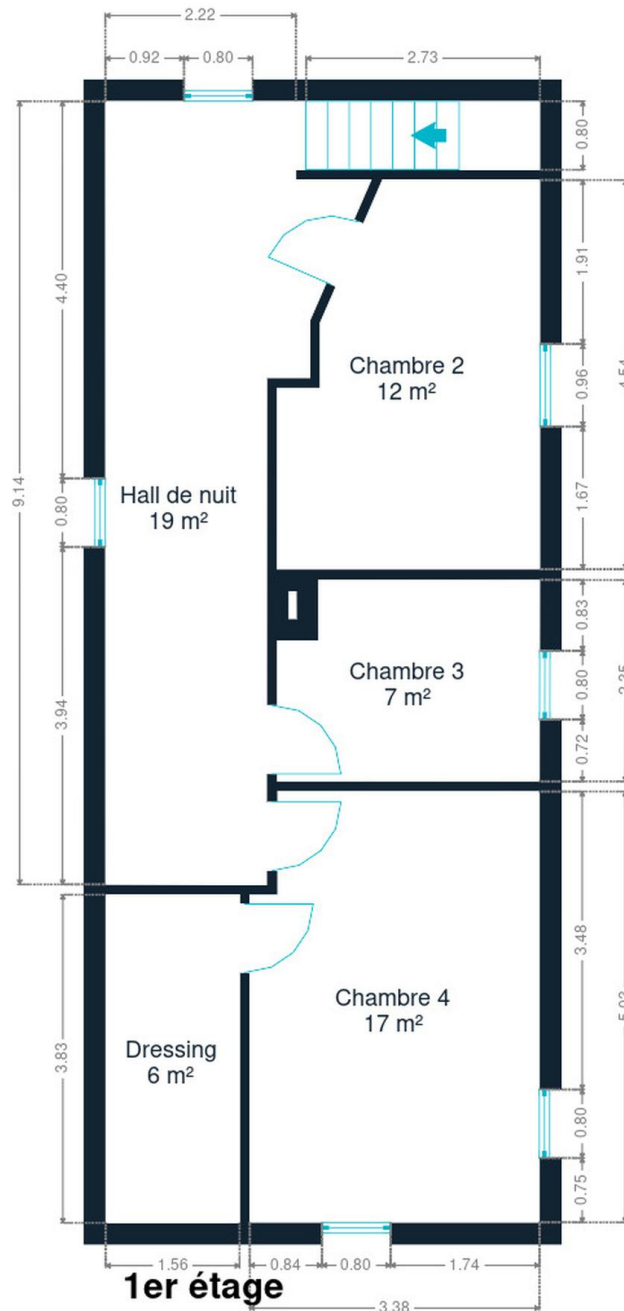 2.22
0.92
0.80
2.73
0.80
4.40
1.91
Chambre 2
12 m²
0.96
9.14
Hall de nuit
19 m²
0.80
1.67
0.83
Chambre 3
7 m²
0.80
3.94
0.72
3.48
Chambre 4
17 m²
Dressing
6 m²
3.83
0.80
0.75
1.56
0.84
0.80
1.74
1er étage
3.38